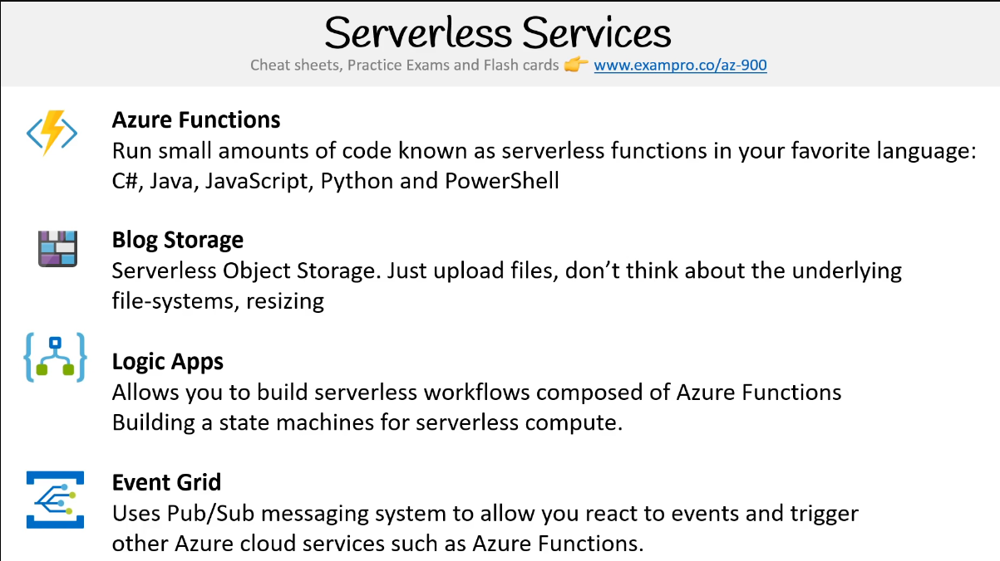 Serverless Services
Cheat sheets, Practice Exams and Flash cards 👉 www.exampro.co/az-900
Azure Functions
Run small amounts of code known as serverless functions in your favorite language:
C#, Java, JavaScript, Python and PowerShell
Blog Storage
Serverless Object Storage. Just upload files, don’t think about the underlying
file-systems, resizing
Logic Apps
Allows you to build serverless workflows composed of Azure Functions
Building a state machines for serverless compute.
Event Grid
Uses Pub/Sub messaging system to allow you react to events and trigger
other Azure cloud services such as Azure Functions.